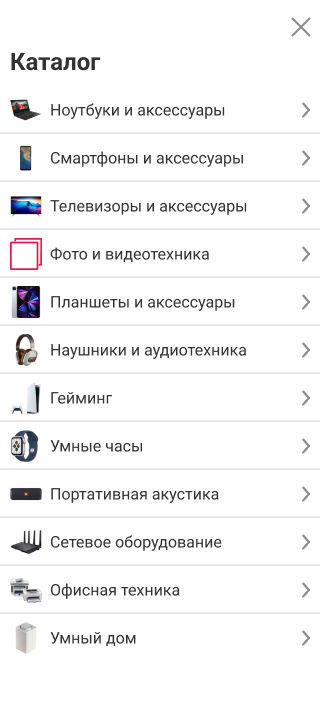 Каталог
Ноутбуки и аксессуары
Смартфоны и аксессуары
Телевизоры и аксессуары
Фото и видеотехника
Планшеты и аксессуары
Наушники и аудиотехника
Гейминг
Умные часы
Портативная акустика
Сетевое оборудование
Офисная техника
Умный дом